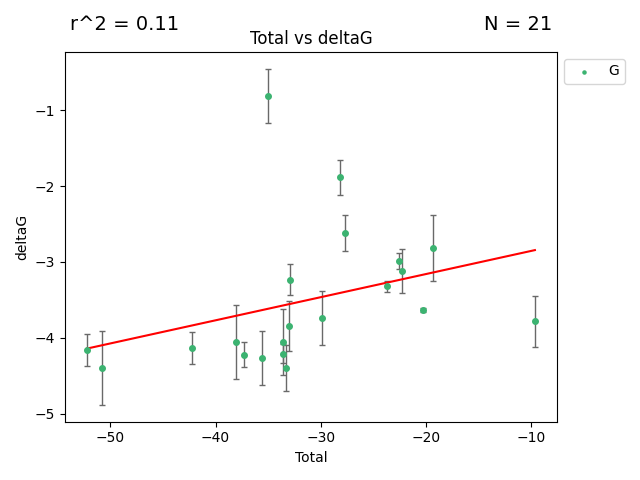 r^2 = 0.11
N = 21
Total vs deltaG
G
−1
−2
−3
−4
−5
deltaG
−50
−40
−30
−20
−10
Total